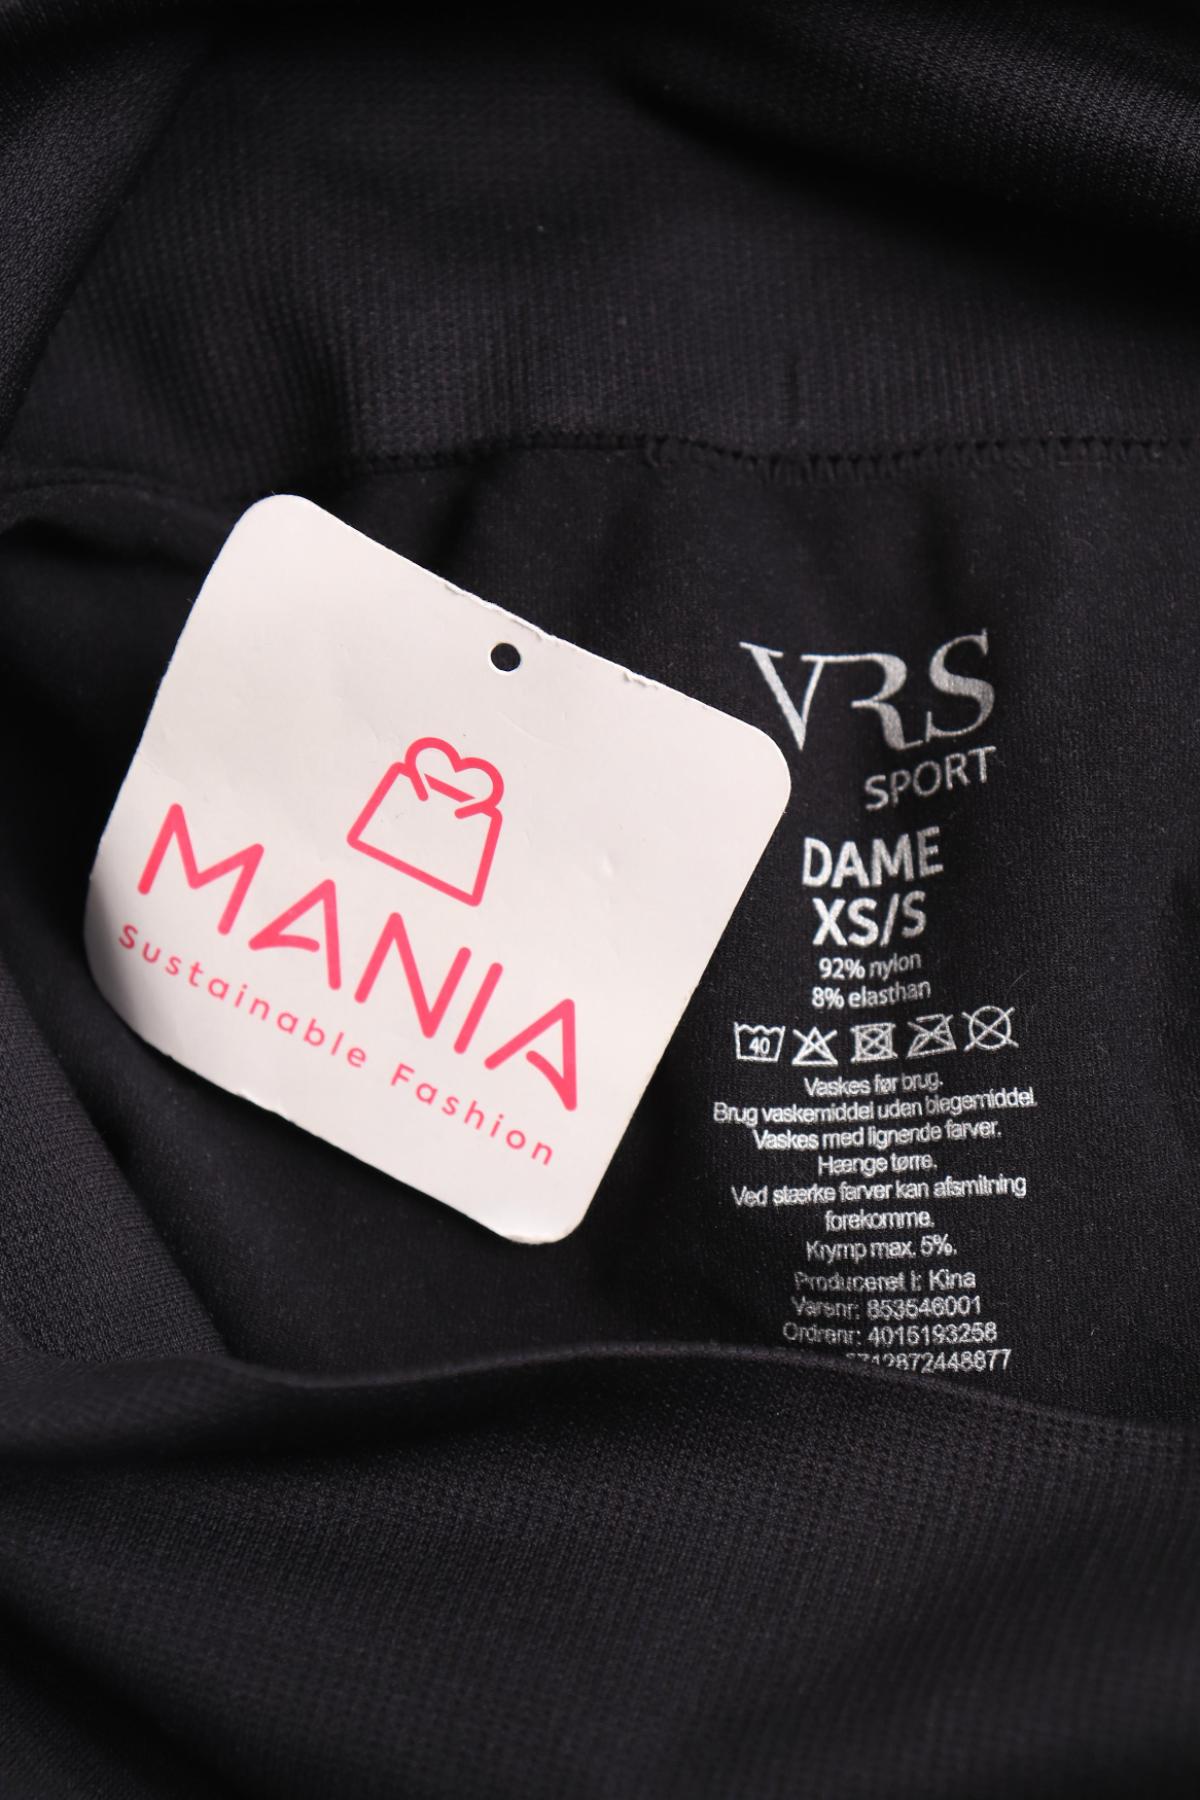 MANIA
Sustainable Fashion
VRS
SPORT
DAME
XS/S
92% nylon
8% elasthan
40
Vaskes før brug.
Brug vaskemiddel uden blegemiddel.
Vaskes med lignende farver.
Hænge tørre.
Ved stærke farver kan afsmitning
forekomme.
Krymp max. 5%.
Produceret i: Kina
Varenr: 853546001
Ordrenr: 4015193258